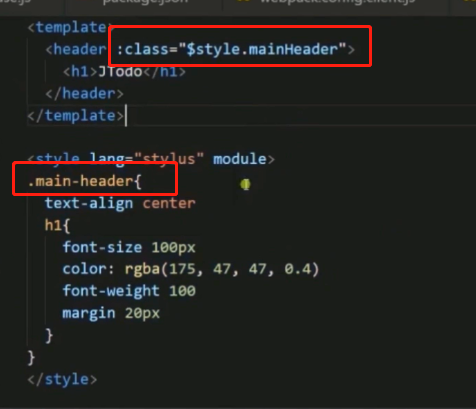 package.json
webpack.config.client.js
<template>
<header :class="$style.mainHeader">
<h1>JTodo</h1>
</header>
</template>
<style lang="stylus" module>
.main-header{
text-align center
h1{
font-size 100px
color: rgba(175, 47, 47, 0.4)
font-weight 100
margin 20px
}
}
</style>